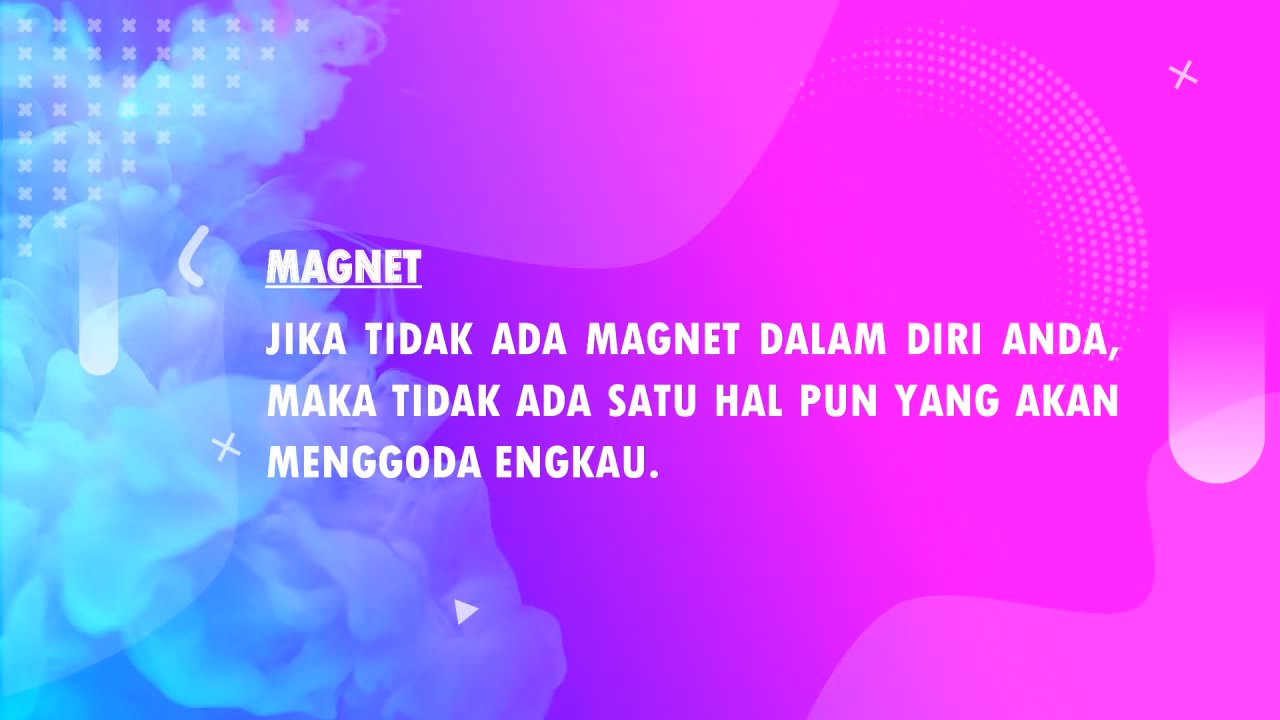 MAGNET
JIKA TIDAK ADA MAGNET DALAM DIRI ANDA,
MAKA TIDAK ADA SATU HAL PUN YANG AKAN
MENGGODA ENGKAU.